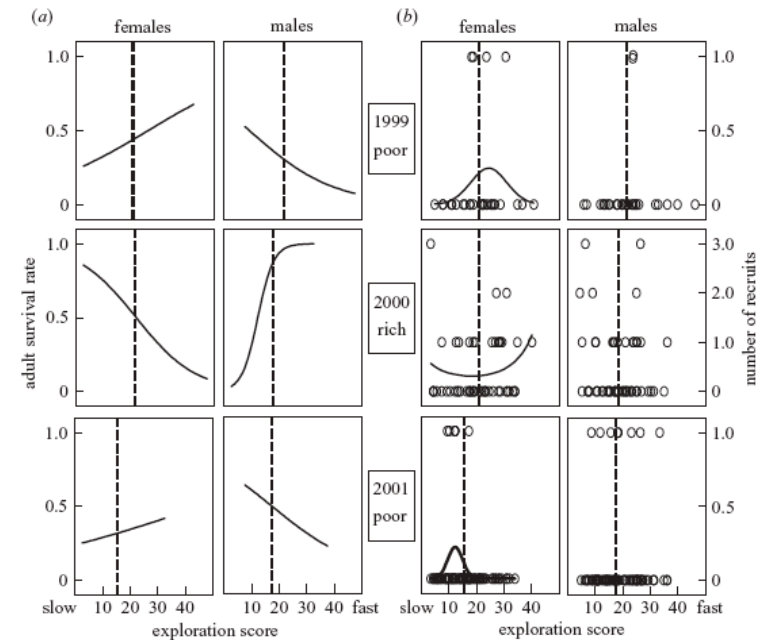 (a) (b)
females males females males
1.0 1.0
0.5 1999 0.5
poor
0 0
1.0 3.0
2000 2.0
0.5 rich
1.0
0 0
1.0 1.0
0.5 2001 0.5
poor
0 0
slow 10 20 30 40 10 20 30 40 fast slow 10 20 30 40 10 20 30 40 fast
exploration score exploration score
adult survival rate
number of recruits